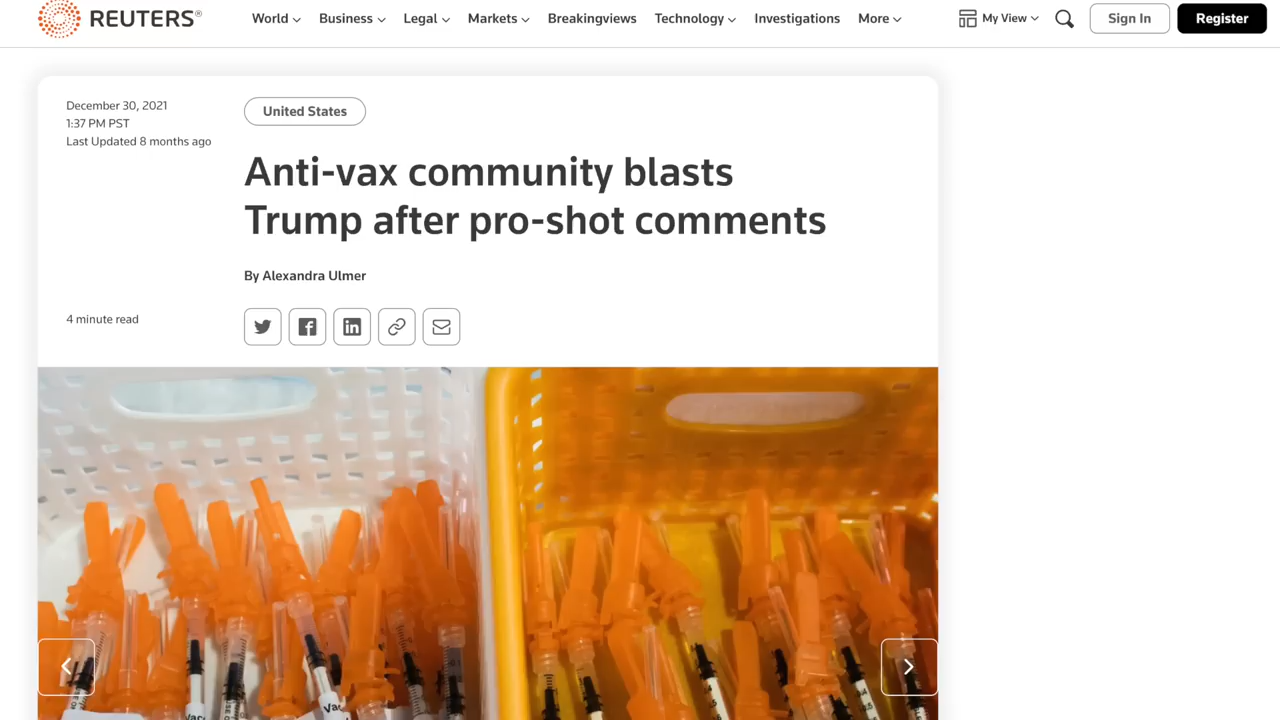 REUTERS®
World
Business
Legal
Markets
Breakingviews
Technology
Investigations
More
My View
Sign In
Register
December 30, 2021
1:37 PM PST
Last Updated 8 months ago
United States
Anti-vax community blasts
Trump after pro-shot comments
By Alexandra Ulmer
4 minute read